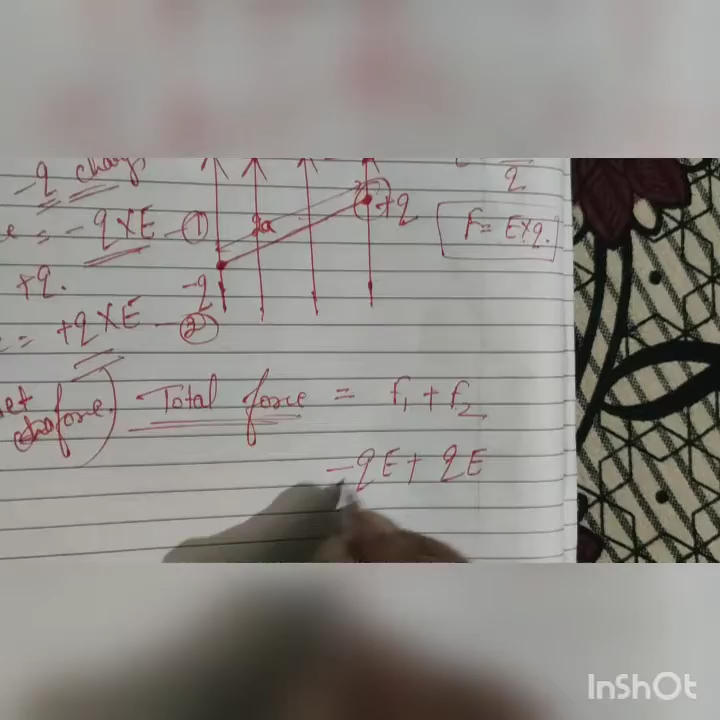 -q charge
q
= -q×E - ①
2a
+q
F = E×q.
+q.
-q
= +q×E - ②
Total force = f₁ + f₂
-qE + qE
InShOt